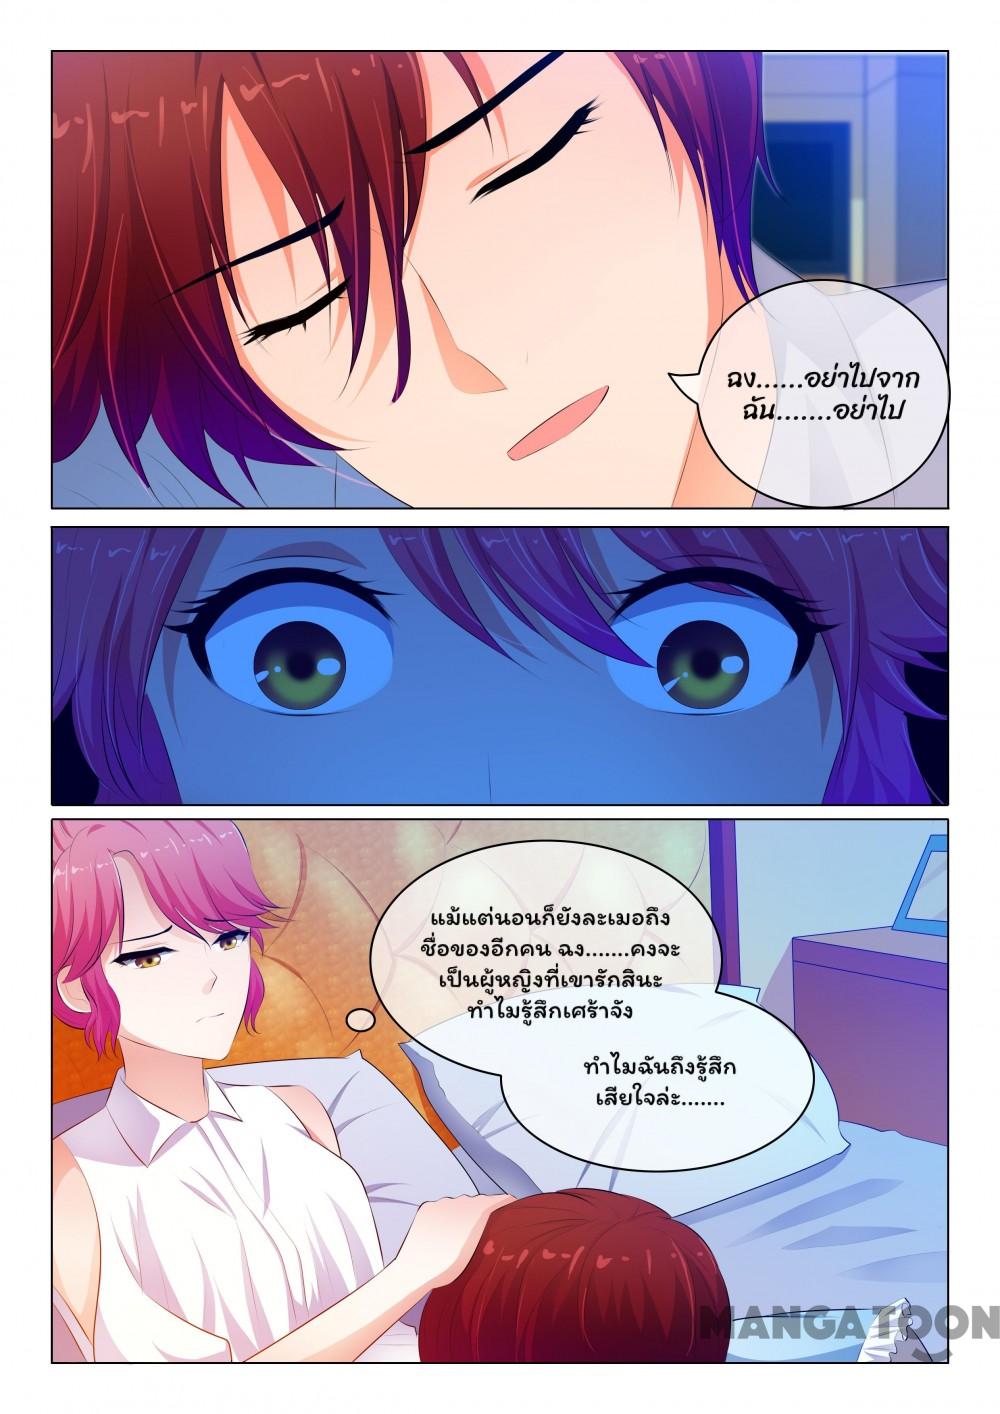 ฉง......อย่าไปจาก
ฉัน.......อย่าไป
แม้แต่นอนก็ยังละเมอถึง
ชื่อของอีกคน ฉง.......คงจะ
เป็นผู้หญิงที่เขารักสินะ
ทำไมรู้สึกเศร้าจัง
ทำไมฉันถึงรู้สึก
เสียใจล่ะ.......
MANGATOON